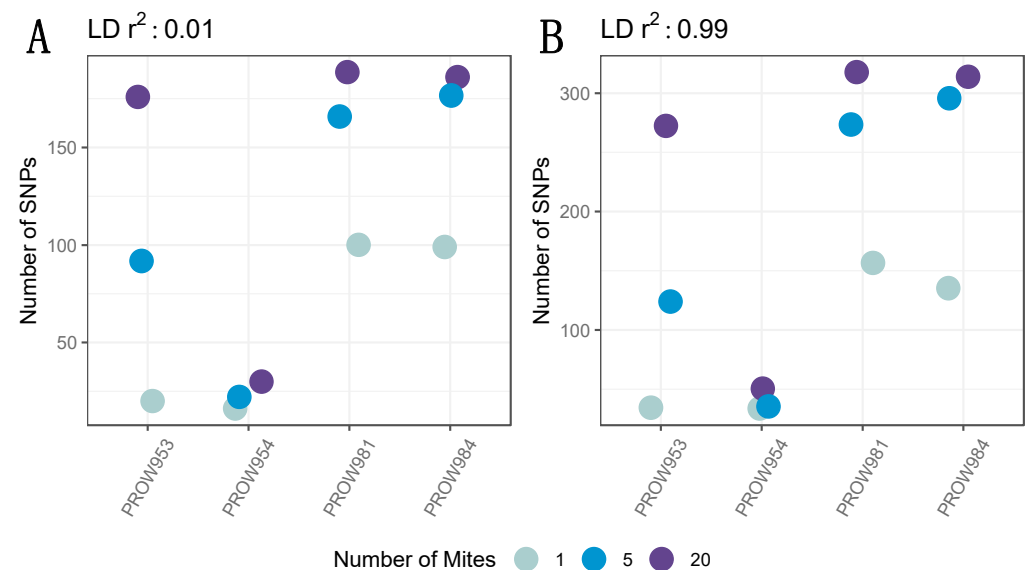 A
LD r²: 0.01
Number of SNPs
150
100
50
PROW953
PROW954
PROW981
PROW984
B
LD r²: 0.99
Number of SNPs
300
200
100
PROW953
PROW954
PROW981
PROW984
Number of Mites 1 5 20